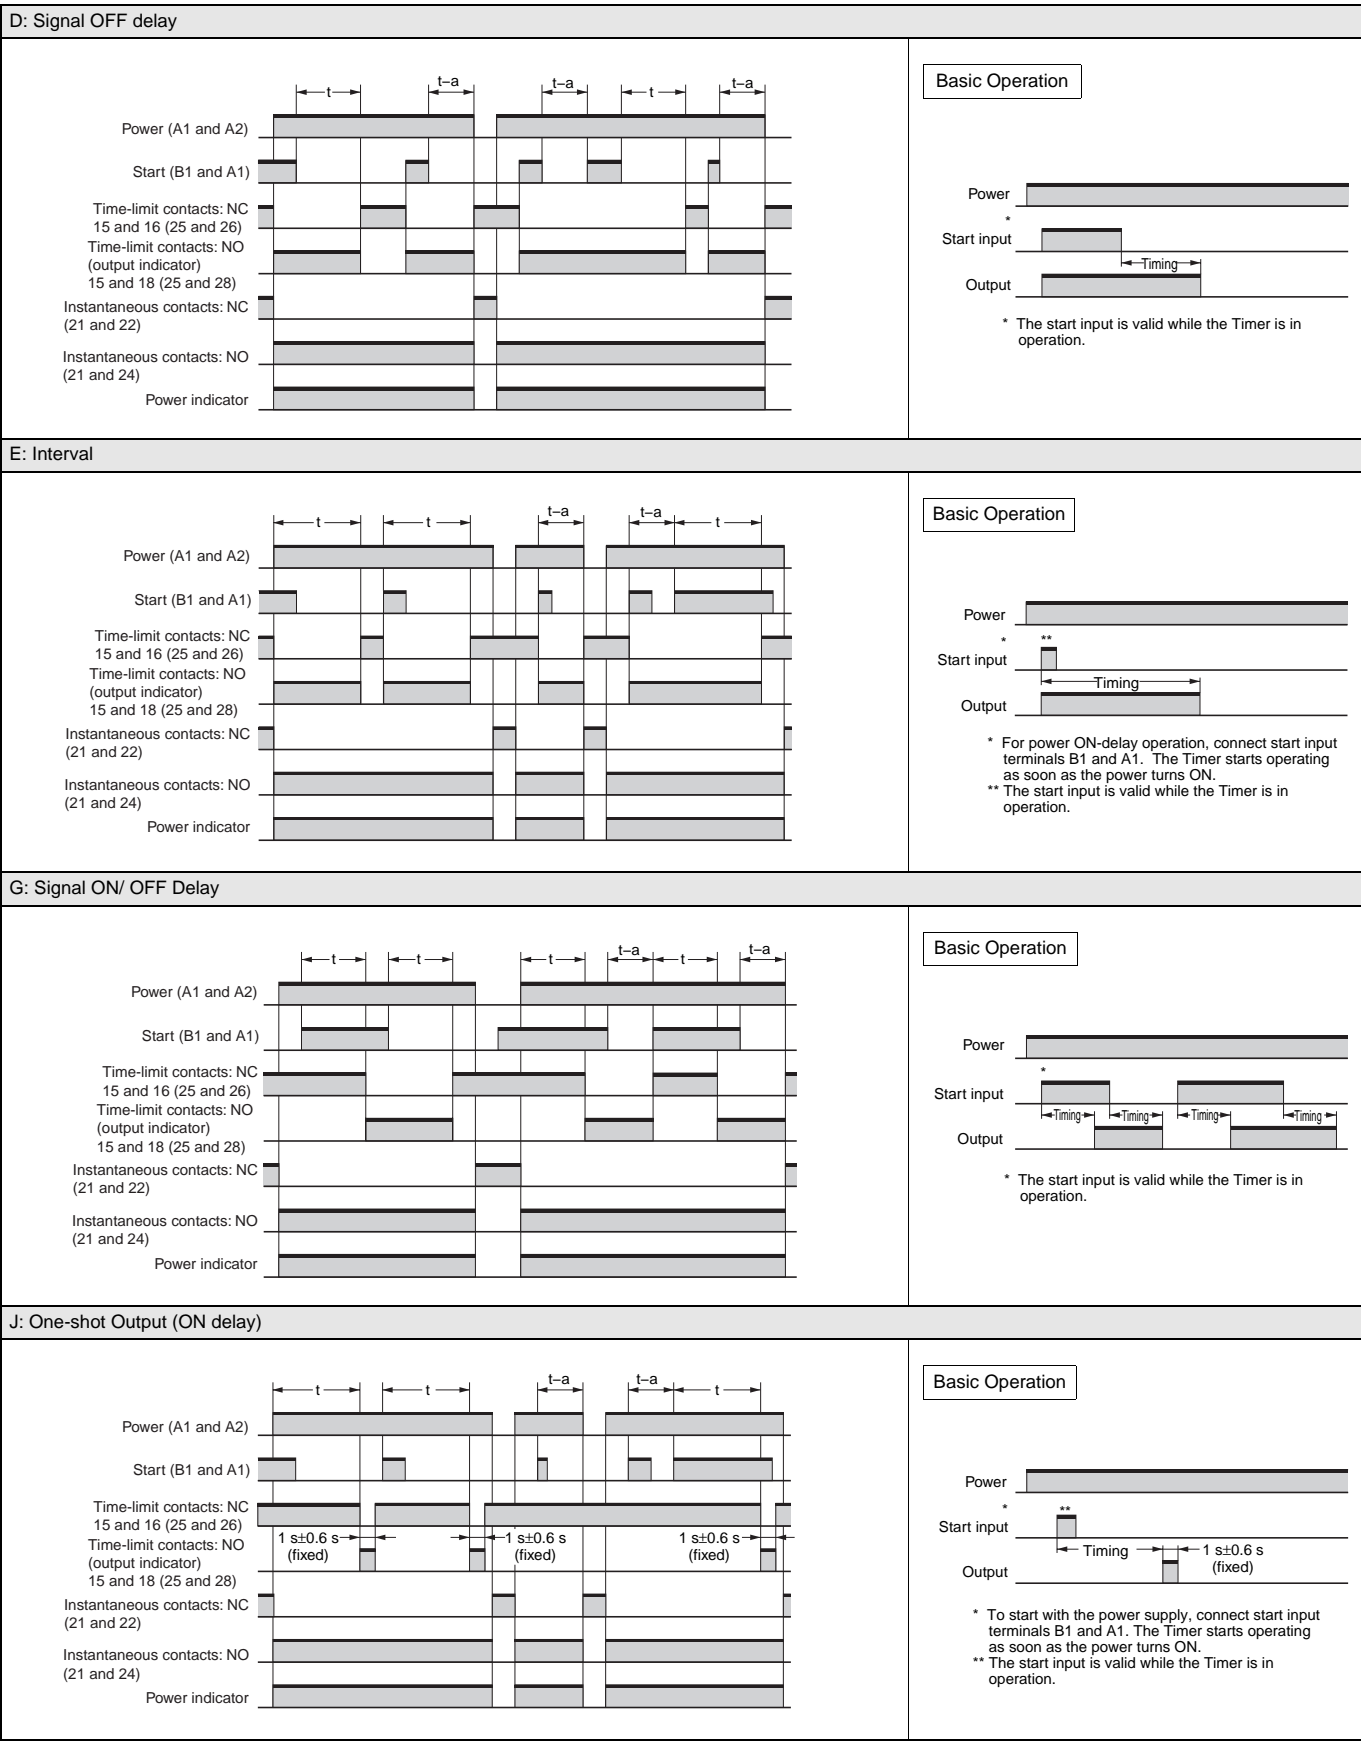 D: Signal OFF delay
t
t–a
t–a
t
t–a
Power (A1 and A2)
Start (B1 and A1)
Time-limit contacts: NC
15 and 16 (25 and 26)
Time-limit contacts: NO
(output indicator)
15 and 18 (25 and 28)
Instantaneous contacts: NC
(21 and 22)
Instantaneous contacts: NO
(21 and 24)
Power indicator
Basic Operation
Power
*
Start input
Timing
Output
* The start input is valid while the Timer is in
operation.
E: Interval
t
t
t–a
t–a
t
Power (A1 and A2)
Start (B1 and A1)
Time-limit contacts: NC
15 and 16 (25 and 26)
Time-limit contacts: NO
(output indicator)
15 and 18 (25 and 28)
Instantaneous contacts: NC
(21 and 22)
Instantaneous contacts: NO
(21 and 24)
Power indicator
Basic Operation
Power
* **
Start input
Timing
Output
* For power ON-delay operation, connect start input
terminals B1 and A1. The Timer starts operating
as soon as the power turns ON.
** The start input is valid while the Timer is in
operation.
G: Signal ON/ OFF Delay
t
t
t
t–a
t
t–a
Power (A1 and A2)
Start (B1 and A1)
Time-limit contacts: NC
15 and 16 (25 and 26)
Time-limit contacts: NO
(output indicator)
15 and 18 (25 and 28)
Instantaneous contacts: NC
(21 and 22)
Instantaneous contacts: NO
(21 and 24)
Power indicator
Basic Operation
Power
*
Start input
Timing Timing Timing Timing
Output
* The start input is valid while the Timer is in
operation.
J: One-shot Output (ON delay)
t
t
t–a
t–a
t
Power (A1 and A2)
Start (B1 and A1)
Time-limit contacts: NC
15 and 16 (25 and 26)
Time-limit contacts: NO
(output indicator)
15 and 18 (25 and 28)
1 s±0.6 s
(fixed)
1 s±0.6 s
(fixed)
1 s±0.6 s
(fixed)
Instantaneous contacts: NC
(21 and 22)
Instantaneous contacts: NO
(21 and 24)
Power indicator
Basic Operation
Power
* **
Start input
Timing
1 s±0.6 s
(fixed)
Output
* To start with the power supply, connect start input
terminals B1 and A1. The Timer starts operating
as soon as the power turns ON.
** The start input is valid while the Timer is in
operation.